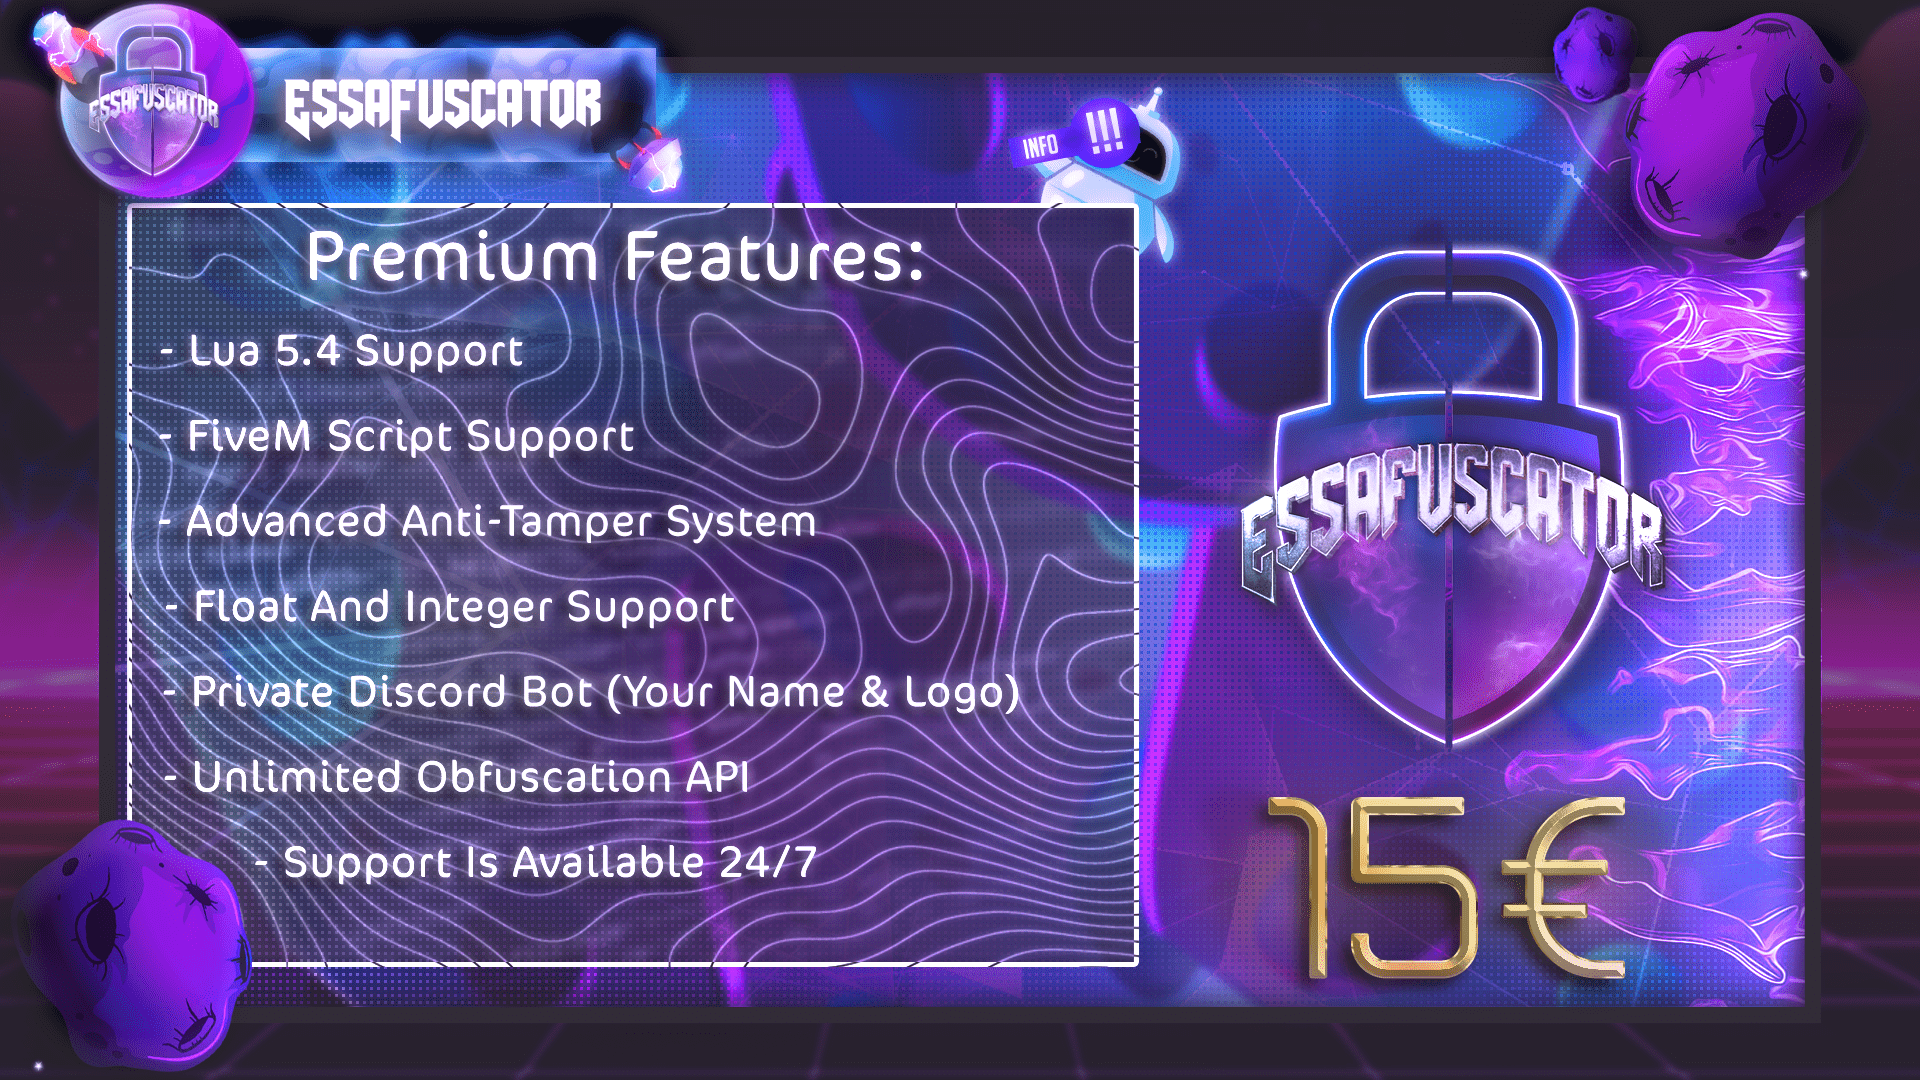 ESSAFUSCATOR
ESSAFUSCATOR
INFO !!!
Premium Features:
- Lua 5.4 Support
- FiveM Script Support
- Advanced Anti-Tamper System
- Float And Integer Support
- Private Discord Bot (Your Name & Logo)
- Unlimited Obfuscation API
- Support Is Available 24/7
ESSAFUSCATOR
15€